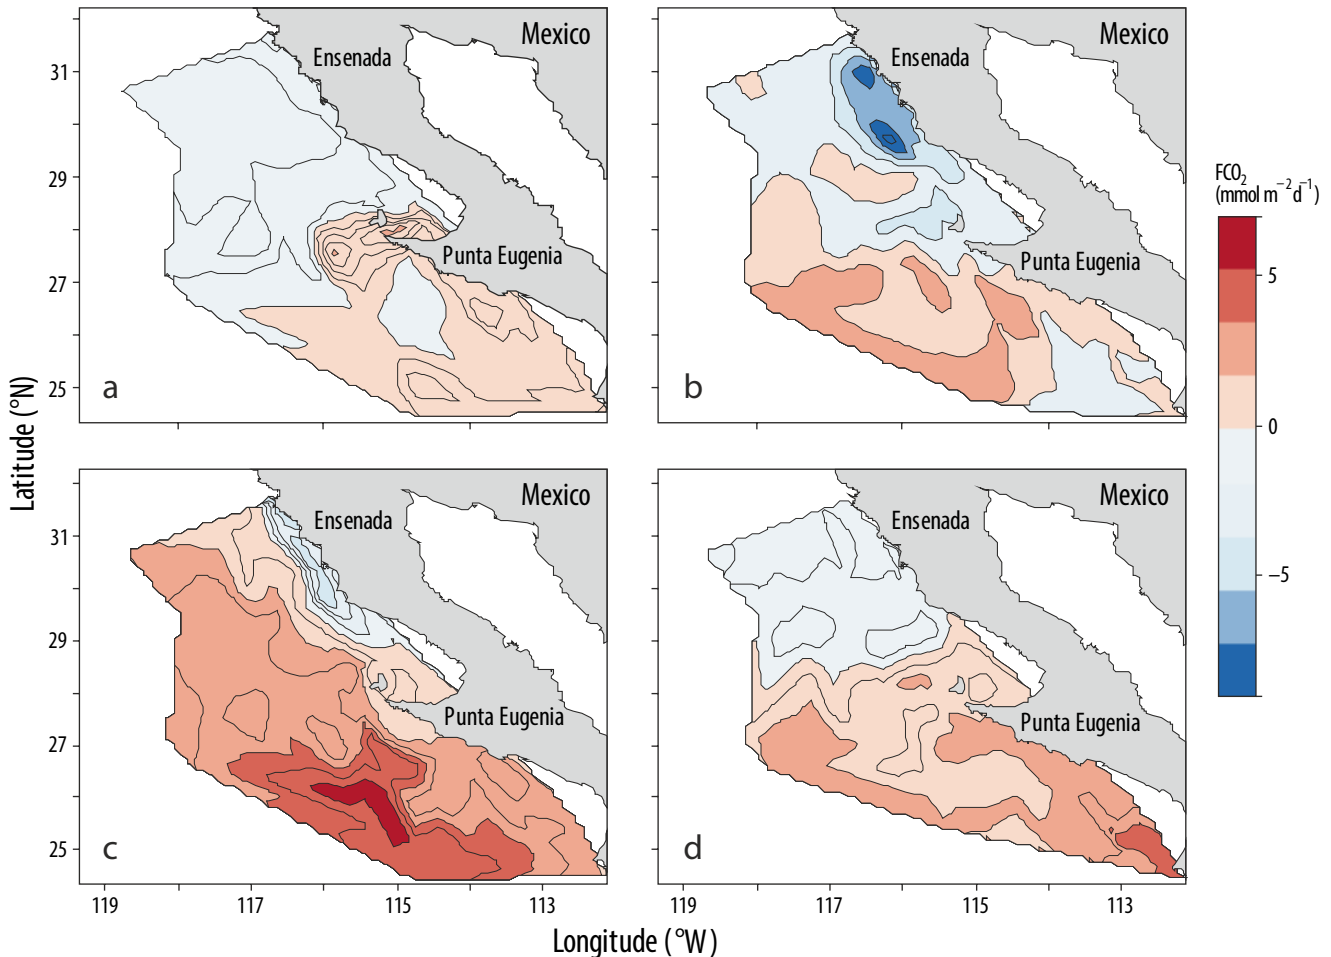 Mexico
Ensenada
Punta Eugenia
a
31
29
27
25
Mexico
Ensenada
Punta Eugenia
b
FCO₂
(mmol m⁻² d⁻¹)
5
0
−5
Latitude (°N)
Mexico
Ensenada
Punta Eugenia
c
31
29
27
25
119
117
115
113
Mexico
Ensenada
Punta Eugenia
d
119
117
115
113
Longitude (°W)